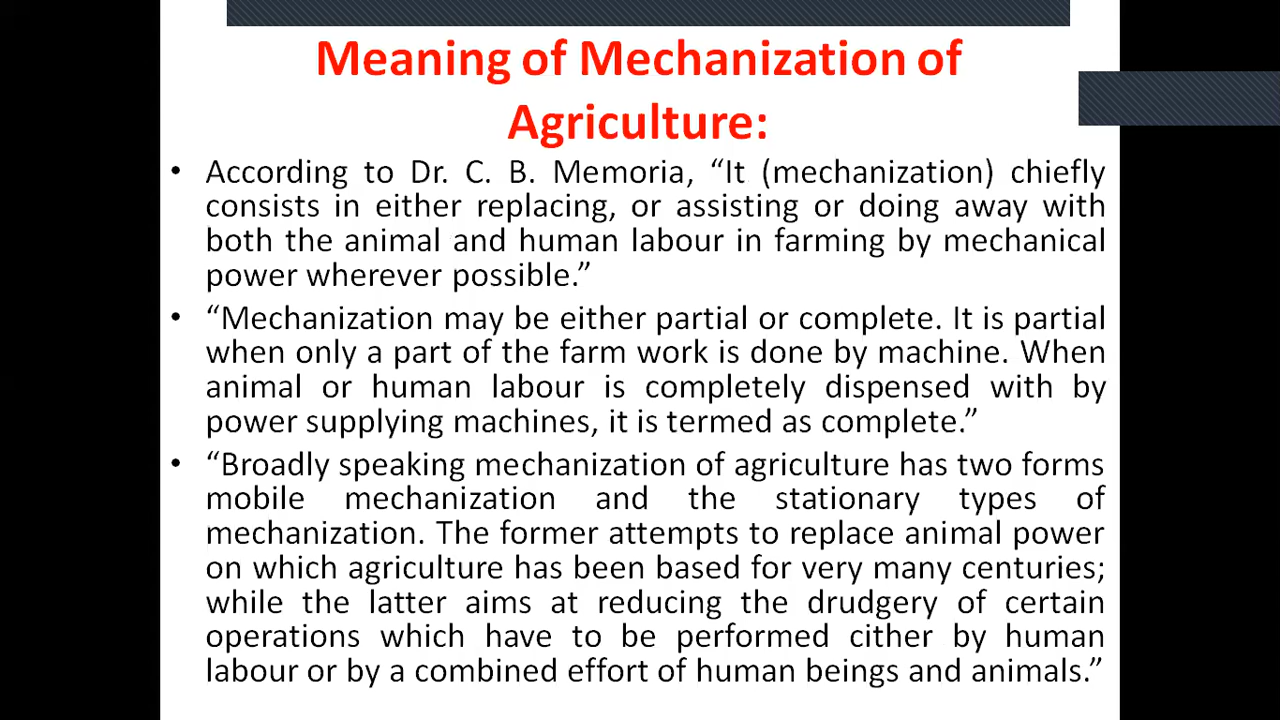 Meaning of Mechanization of
Agriculture:
• According to Dr. C. B. Memoria, “It (mechanization) chiefly
consists in either replacing, or assisting or doing away with
both the animal and human labour in farming by mechanical
power wherever possible.”
• “Mechanization may be either partial or complete. It is partial
when only a part of the farm work is done by machine. When
animal or human labour is completely dispensed with by
power supplying machines, it is termed as complete.”
• “Broadly speaking mechanization of agriculture has two forms
mobile mechanization and the stationary types of
mechanization. The former attempts to replace animal power
on which agriculture has been based for very many centuries;
while the latter aims at reducing the drudgery of certain
operations which have to be performed cither by human
labour or by a combined effort of human beings and animals.”